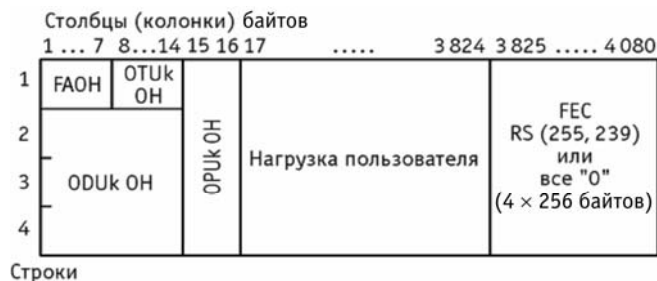 Столбцы (колонки) байтов
1 ... 7 8...14 15 16 17 ..... 3 824 3 825 ..... 4 080
1
FAOH
OTUk
OH
2
3
4
ODUk OH
OPUk OH
Нагрузка пользователя
FEC
RS (255, 239)
или
все "0"
(4 × 256 байтов)
Строки